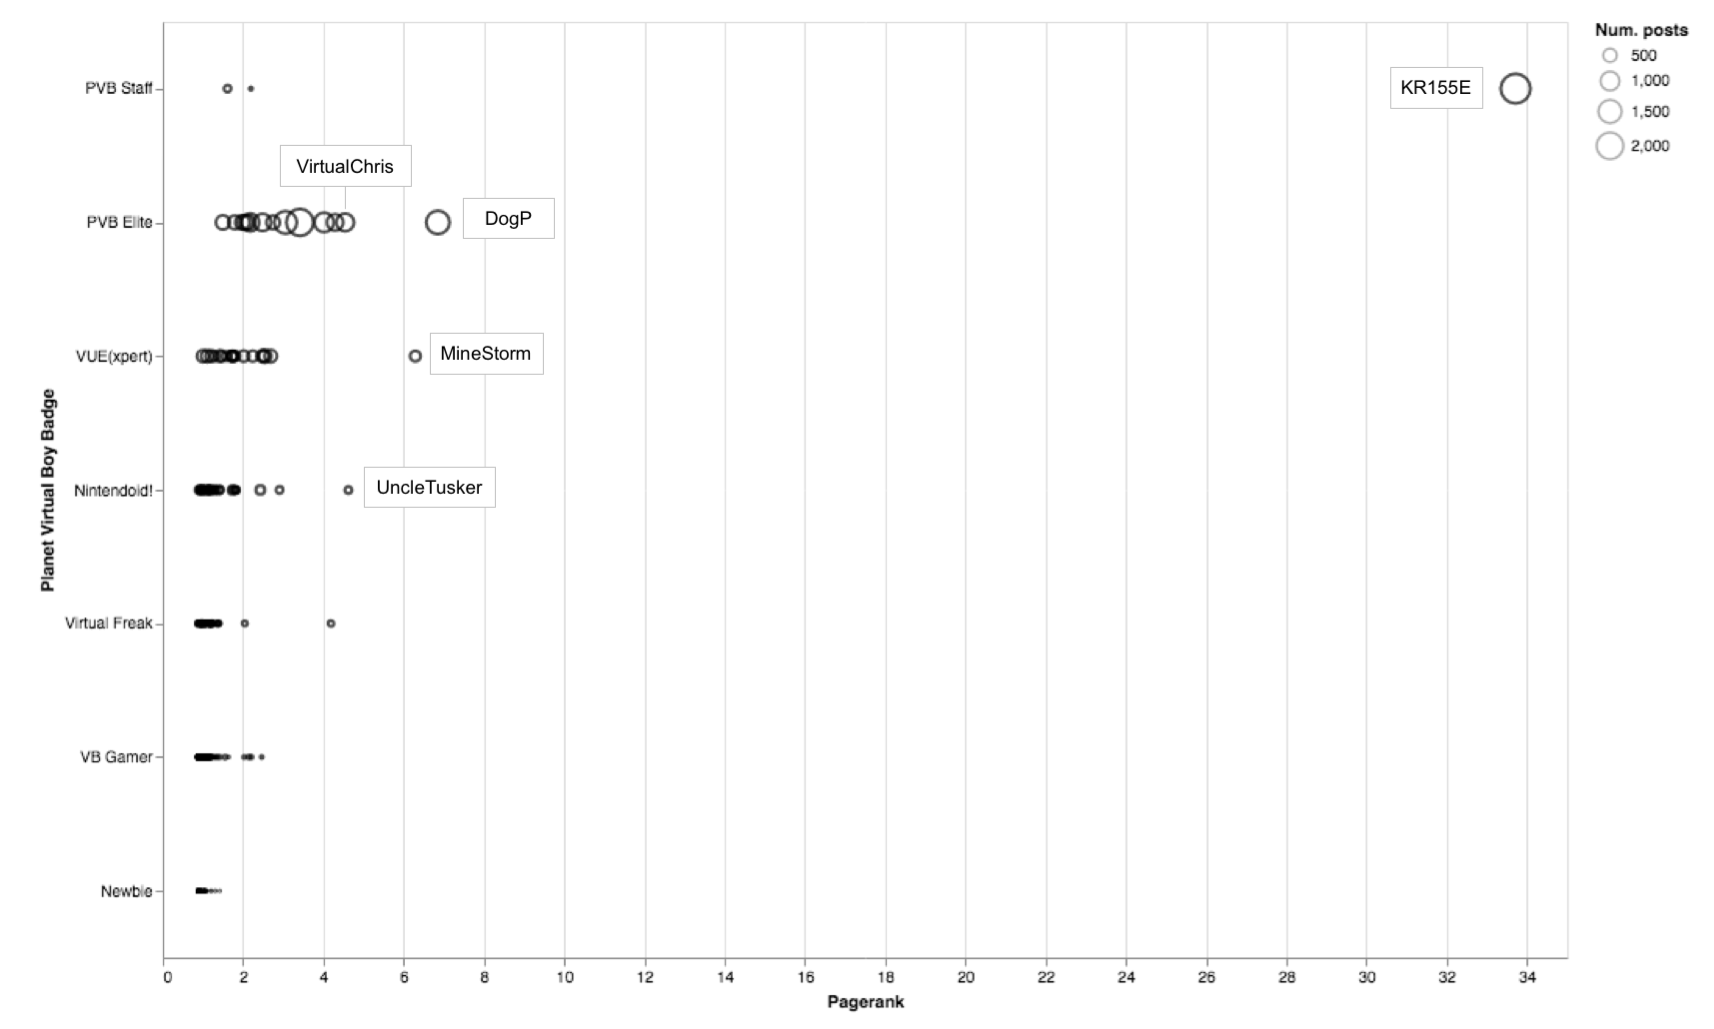 Num. posts
500
1,000
1,500
2,000
PVB Staff
KR155E
VirtualChris
PVB Elite
DogP
VUE(xpert)
MineStorm
Planet Virtual Boy Badge
Nintendoid!
UncleTusker
Virtual Freak
VB Gamer
Newbie
0 2 4 6 8 10 12 14 16 18 20 22 24 26 28 30 32 34
Pagerank